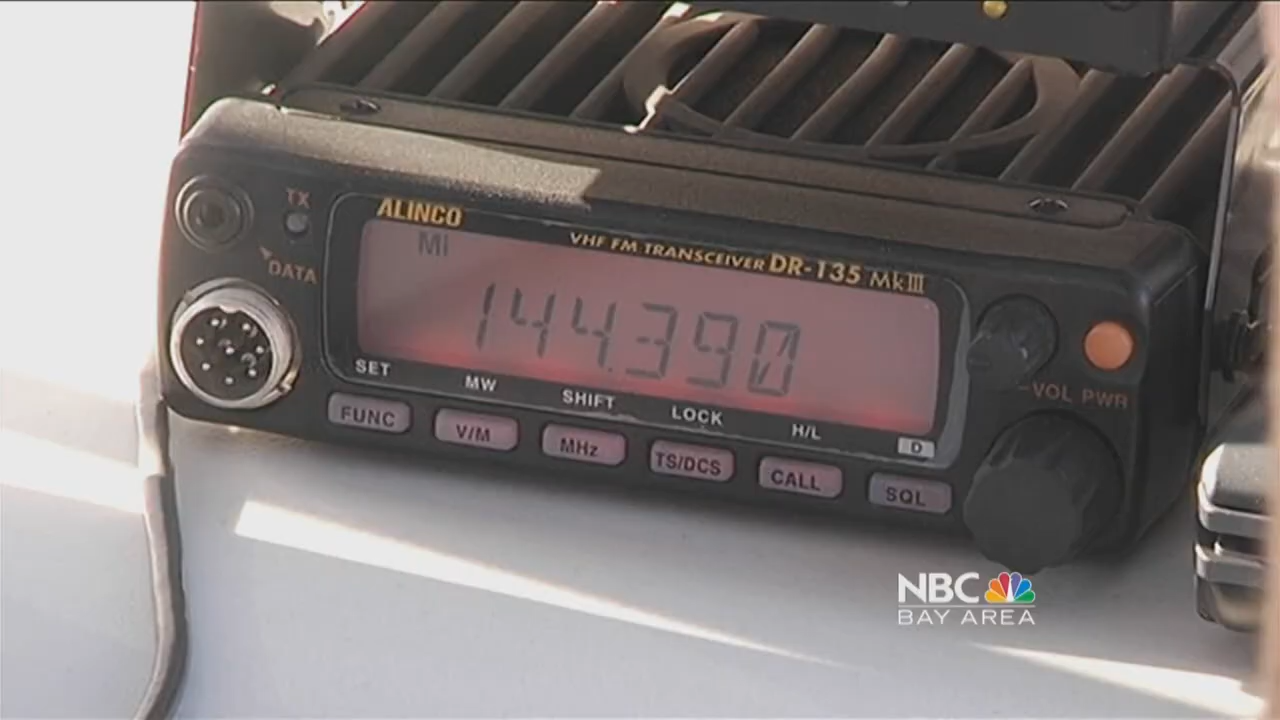 TX
DATA
ALINCO
VHF FM TRANSCEIVER DR-135 MkIII
144.390
SET MW SHIFT LOCK H/L D
FUNC V/M MHz TS/DCS CALL SQL
VOL PWR
NBC
BAY AREA